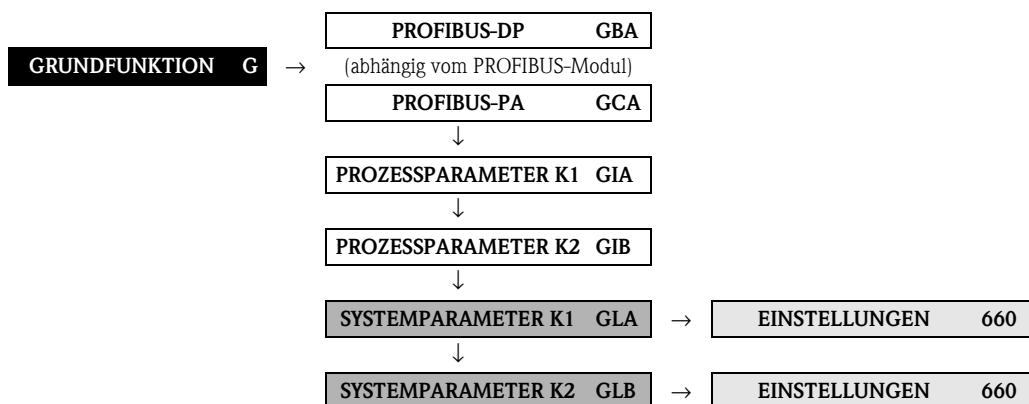 PROFIBUS-DP GBA
GRUNDFUNKTION G → (abhängig vom PROFIBUS-Modul)
PROFIBUS-PA GCA
↓
PROZESSPARAMETER K1 GIA
↓
PROZESSPARAMETER K2 GIB
↓
SYSTEMPARAMETER K1 GLA → EINSTELLUNGEN 660
↓
SYSTEMPARAMETER K2 GLB → EINSTELLUNGEN 660